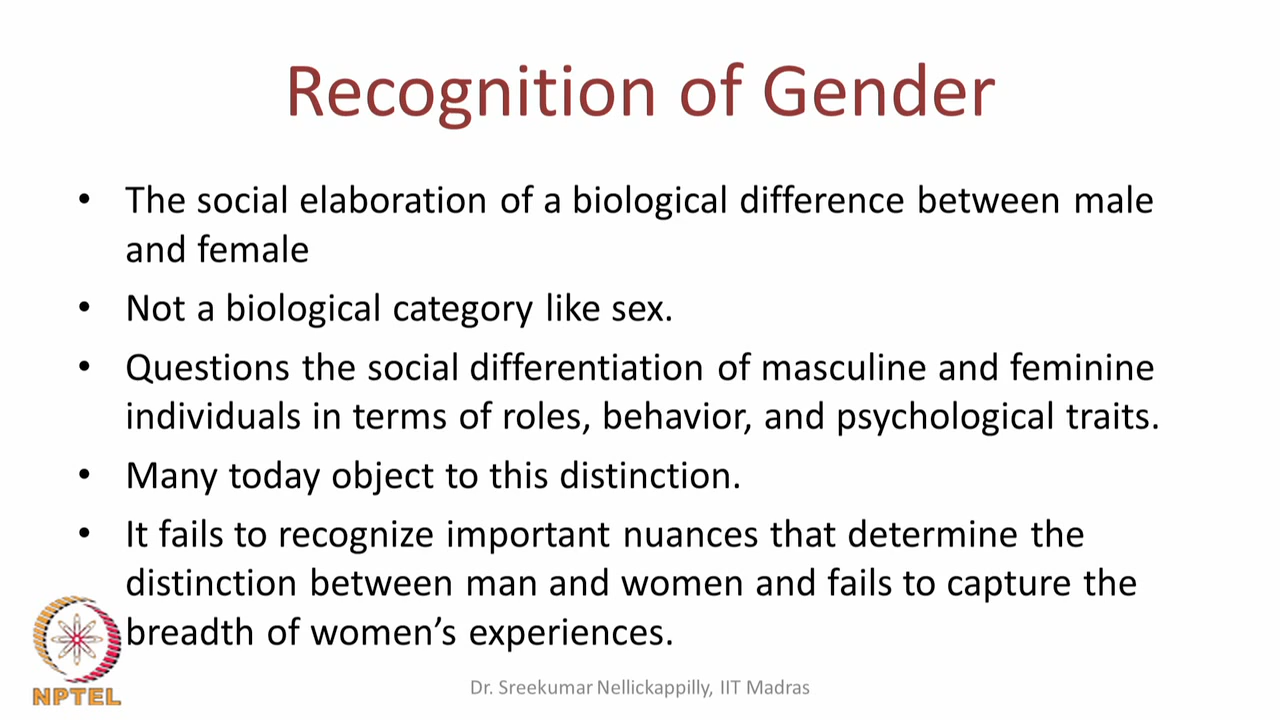 Recognition of Gender
• The social elaboration of a biological difference between male
and female
• Not a biological category like sex.
• Questions the social differentiation of masculine and feminine
individuals in terms of roles, behavior, and psychological traits.
• Many today object to this distinction.
• It fails to recognize important nuances that determine the
distinction between man and women and fails to capture the
breadth of women’s experiences.
NPTEL
Dr. Sreekumar Nellickappilly, IIT Madras